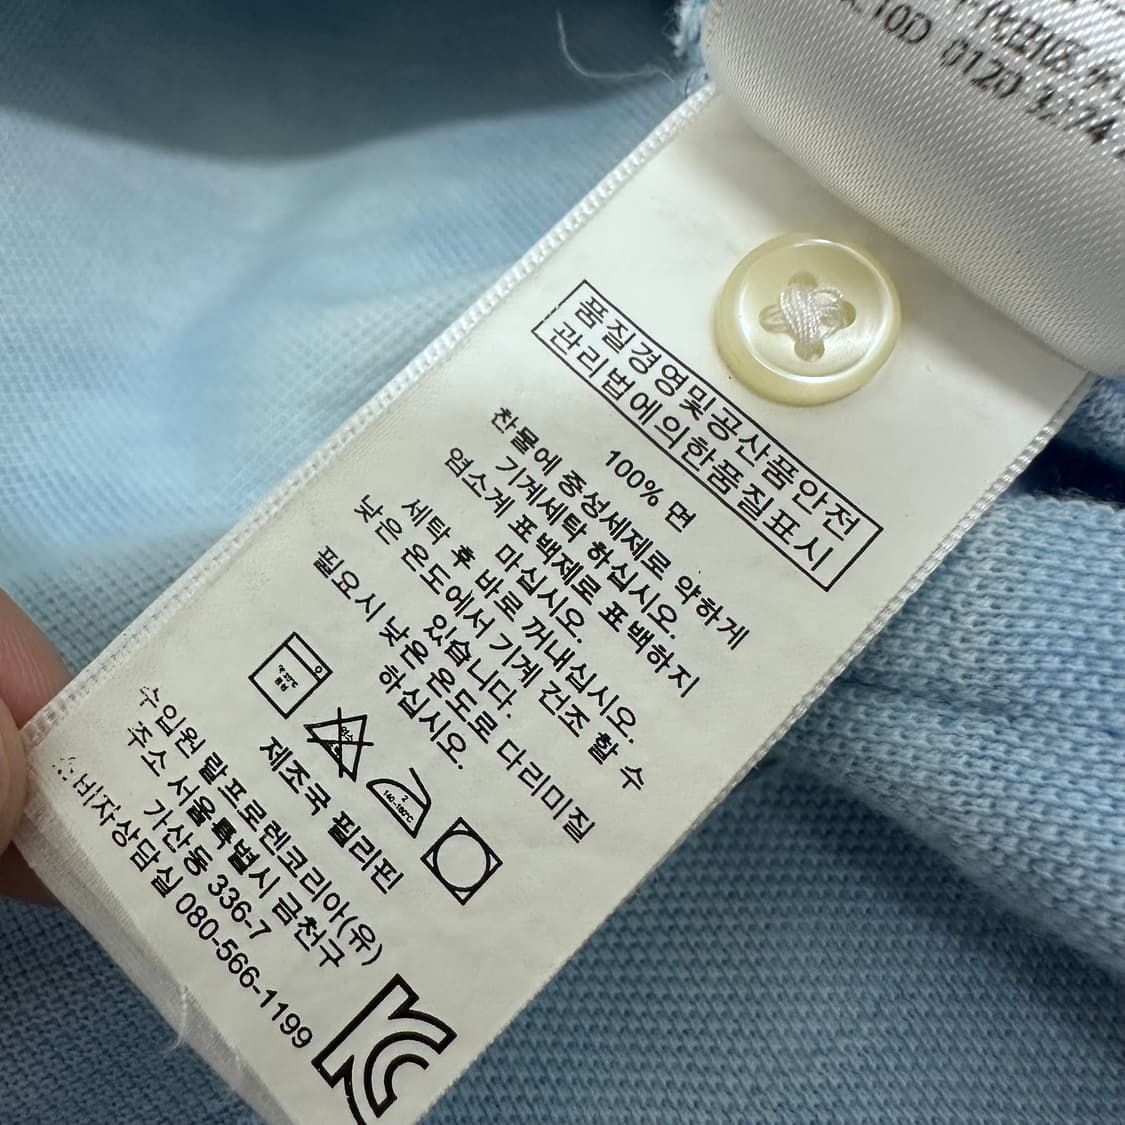 10D 0120 3
품질경영및공산품안전
관리법에의한품질표시
100% 면
찬물에 중성세제로 약하게
기계세탁 하십시오.
염소계 표백제로 표백하지
마십시오.
세탁 후 바로 꺼내십시오.
낮은 온도에서 기계 건조 할 수
있습니다.
필요시 낮은 온도로 다리미질
하십시오.
2
140-160℃
제조국 필리핀
수입원 랄프로렌코리아(유)
주소 서울특별시 금천구
가산동 336-7
소비자상담실 080-566-1199
KC